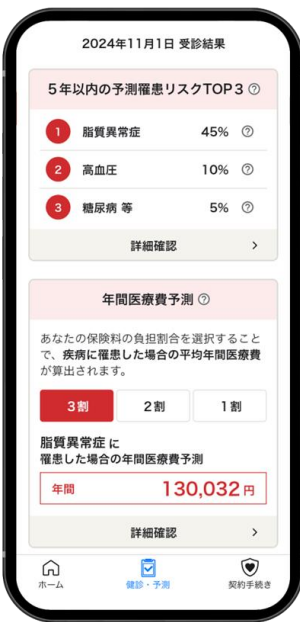 2024年11月1日 受診結果
5年以内の予測罹患リスクTOP3 ?
1 脂質異常症 45% ?
2 高血圧 10% ?
3 糖尿病 等 5% ?
詳細確認 >
年間医療費予測 ?
あなたの保険料の負担割合を選択すること
で、疾病に罹患した場合の平均年間医療費
が算出されます。
3割 2割 1割
脂質異常症 に
罹患した場合の年間医療費予測
年間 130,032 円
詳細確認 >
ホーム 健診・予測 契約手続き